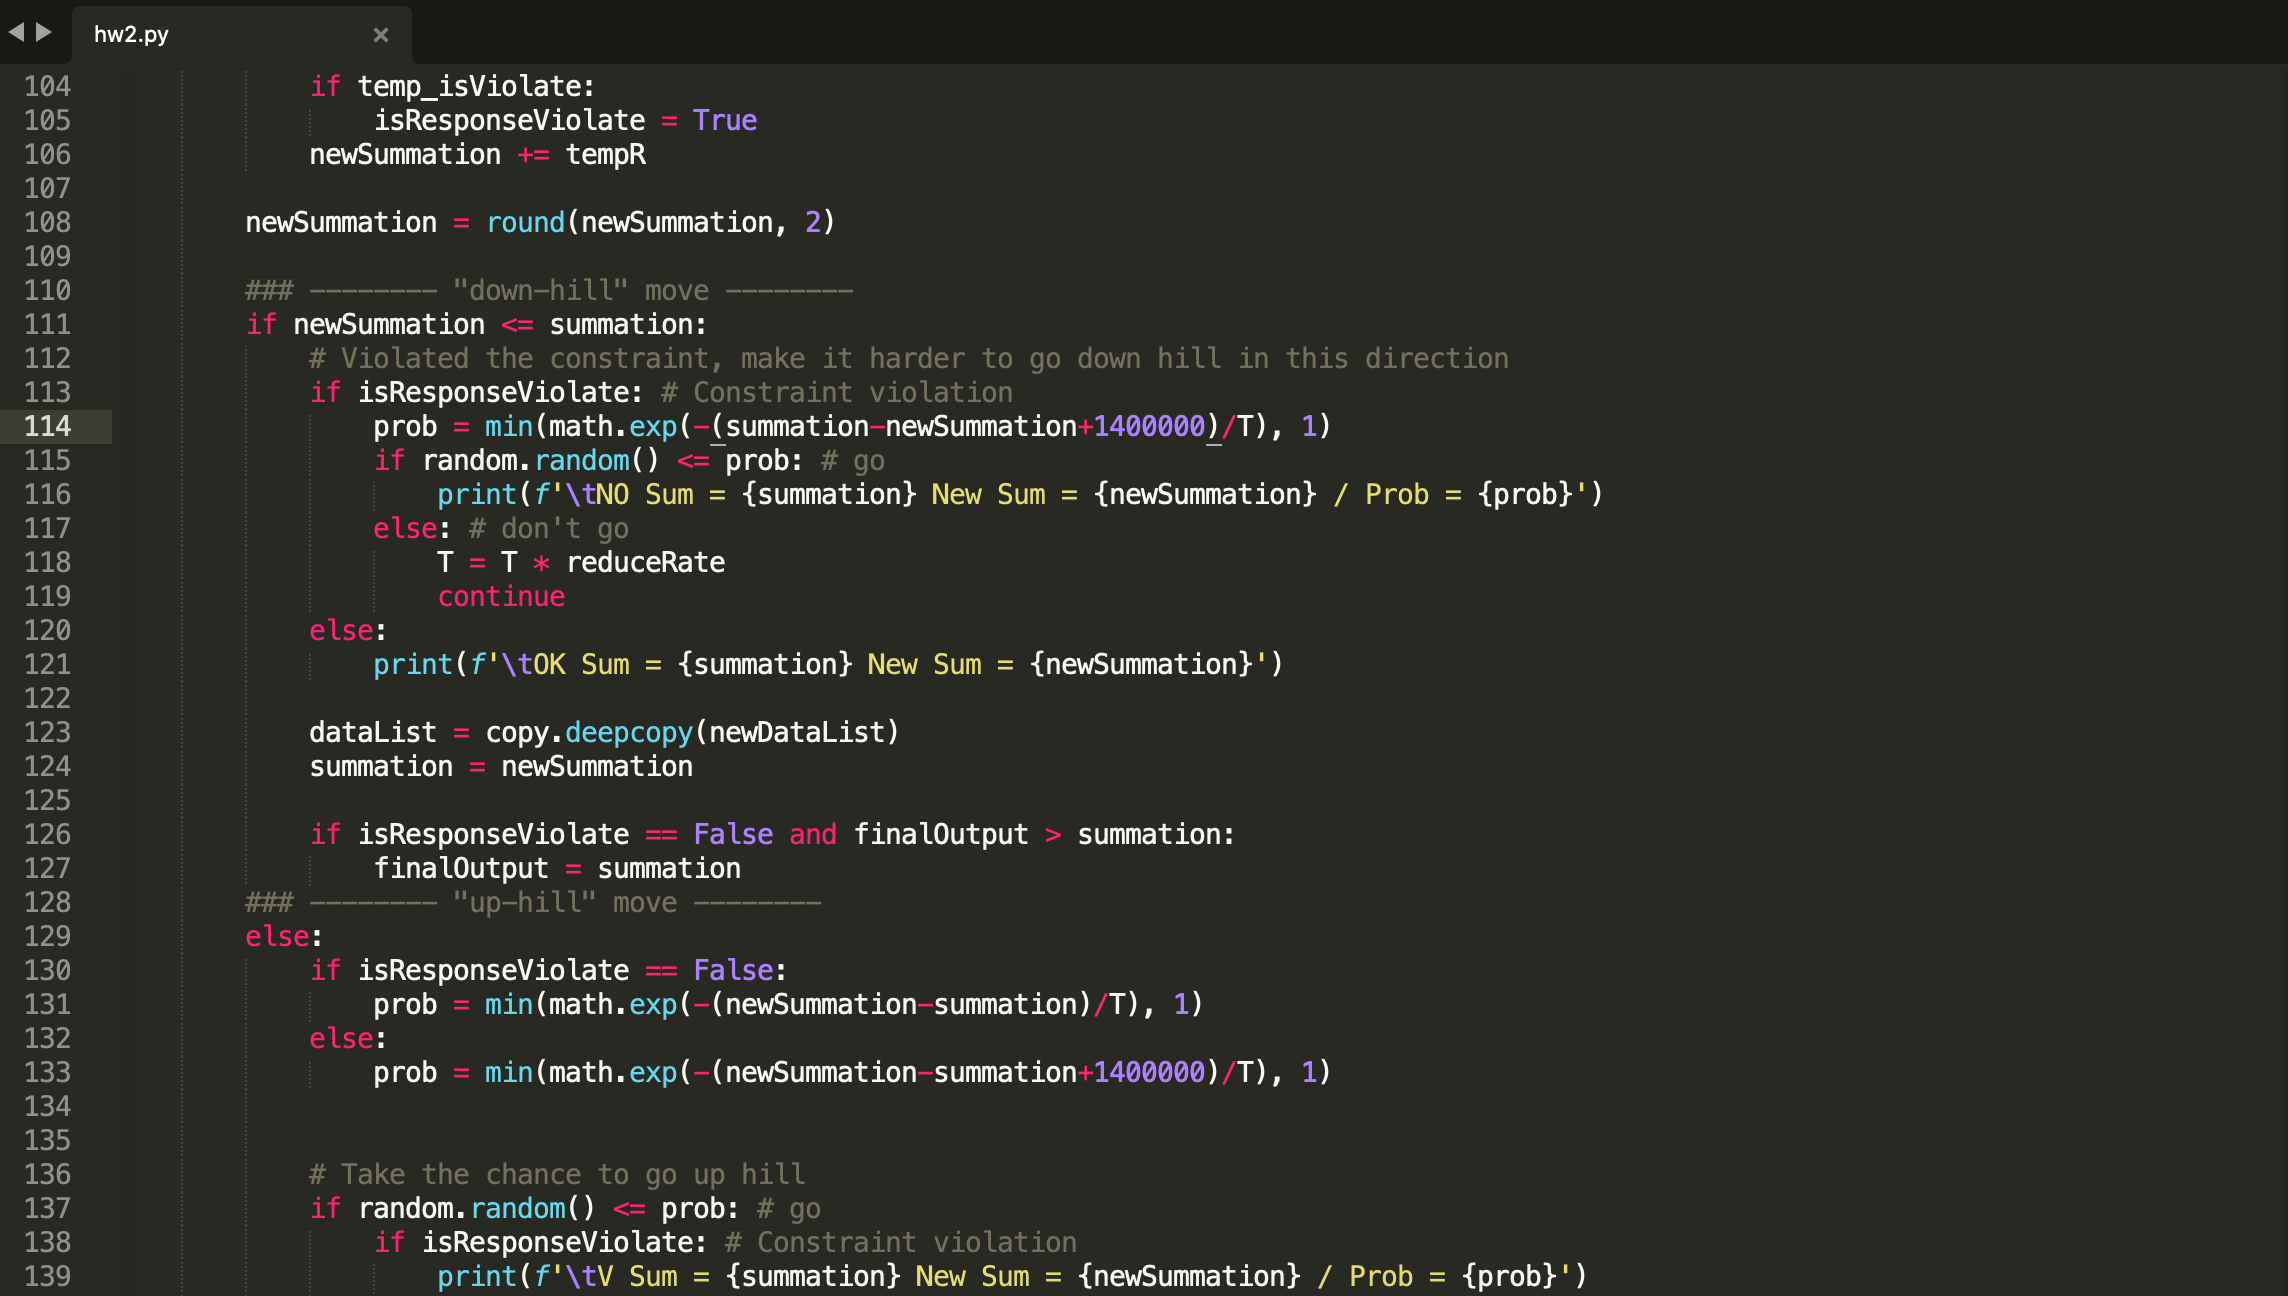 hw2.py
104 if temp_isViolate:
105 isResponseViolate = True
106 newSummation += tempR
107
108 newSummation = round(newSummation, 2)
109
110 ### -------- "down-hill" move --------
111 if newSummation <= summation:
112 # Violated the constraint, make it harder to go down hill in this direction
113 if isResponseViolate: # Constraint violation
114 prob = min(math.exp(-(summation-newSummation+1400000)/T), 1)
115 if random.random() <= prob: # go
116 print(f'\tNO Sum = {summation} New Sum = {newSummation} / Prob = {prob}')
117 else: # don't go
118 T = T * reduceRate
119 continue
120 else:
121 print(f'\tOK Sum = {summation} New Sum = {newSummation}')
122
123 dataList = copy.deepcopy(newDataList)
124 summation = newSummation
125
126 if isResponseViolate == False and finalOutput > summation:
127 finalOutput = summation
128 ### -------- "up-hill" move --------
129 else:
130 if isResponseViolate == False:
131 prob = min(math.exp(-(newSummation-summation)/T), 1)
132 else:
133 prob = min(math.exp(-(newSummation-summation+1400000)/T), 1)
134
135
136 # Take the chance to go up hill
137 if random.random() <= prob: # go
138 if isResponseViolate: # Constraint violation
139 print(f'\tV Sum = {summation} New Sum = {newSummation} / Prob = {prob}')